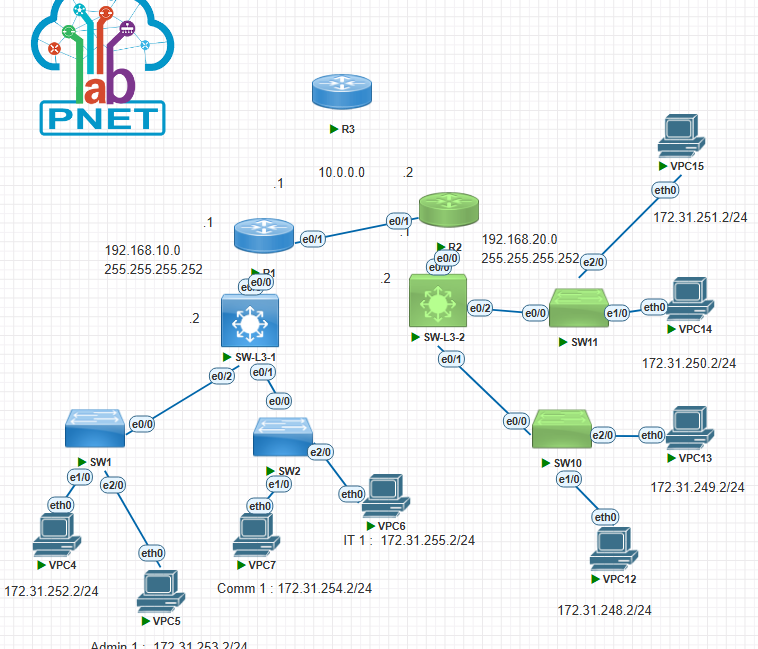 lab
PNET
R3
10.0.0.0
.2
.1
VPC15
eth0
172.31.251.2/24
.1
e0/1
e0/1
.1
192.168.10.0
255.255.255.252
R2
192.168.20.0
255.255.255.252
e0/0
e0/0
e2/0
R1
e0/0
.2
.2
e0/2
e0/0
e1/0
eth0
SW-L3-2
SW11
VPC14
SW-L3-1
e0/1
172.31.250.2/24
e0/2
e0/1
e0/0
e0/0
e0/0
e2/0
eth0
e2/0
SW1
SW2
SW10
VPC13
e1/0
e2/0
e1/0
eth0
e1/0
172.31.249.2/24
eth0
eth0
eth0
VPC6
IT 1 : 172.31.255.2/24
eth0
VPC4
VPC7
VPC12
172.31.252.2/24
Comm 1 : 172.31.254.2/24
172.31.248.2/24
VPC5
Admin 1 : 172.31.253.2/24